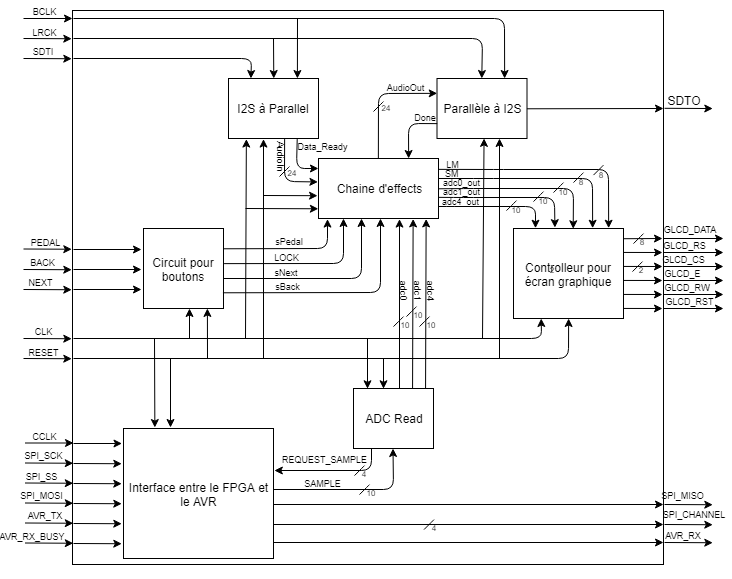 BCLK
LRCK
SDTI
I2S à Parallel
AudioIn
24
Data_Ready
AudioOut
24
Done
Parallèle à I2S
SDTO
Chaine d'effects
LM
8
SM
8
adc0_out
10
adc1_out
10
adc4_out
10
PEDAL
BACK
NEXT
Circuit pour
boutons
sPedal
LOCK
sNext
sBack
adc0
10
adc1
10
adc4
10
Controlleur pour
écran graphique
GLCD_DATA
8
GLCD_RS
GLCD_CS
2
GLCD_E
GLCD_RW
GLCD_RST
CLK
RESET
ADC Read
REQUEST_SAMPLE
4
SAMPLE
10
CCLK
SPI_SCK
SPI_SS
SPI_MOSI
AVR_TX
AVR_RX_BUSY
Interface entre le FPGA et
le AVR
SPI_MISO
SPI_CHANNEL
4
AVR_RX